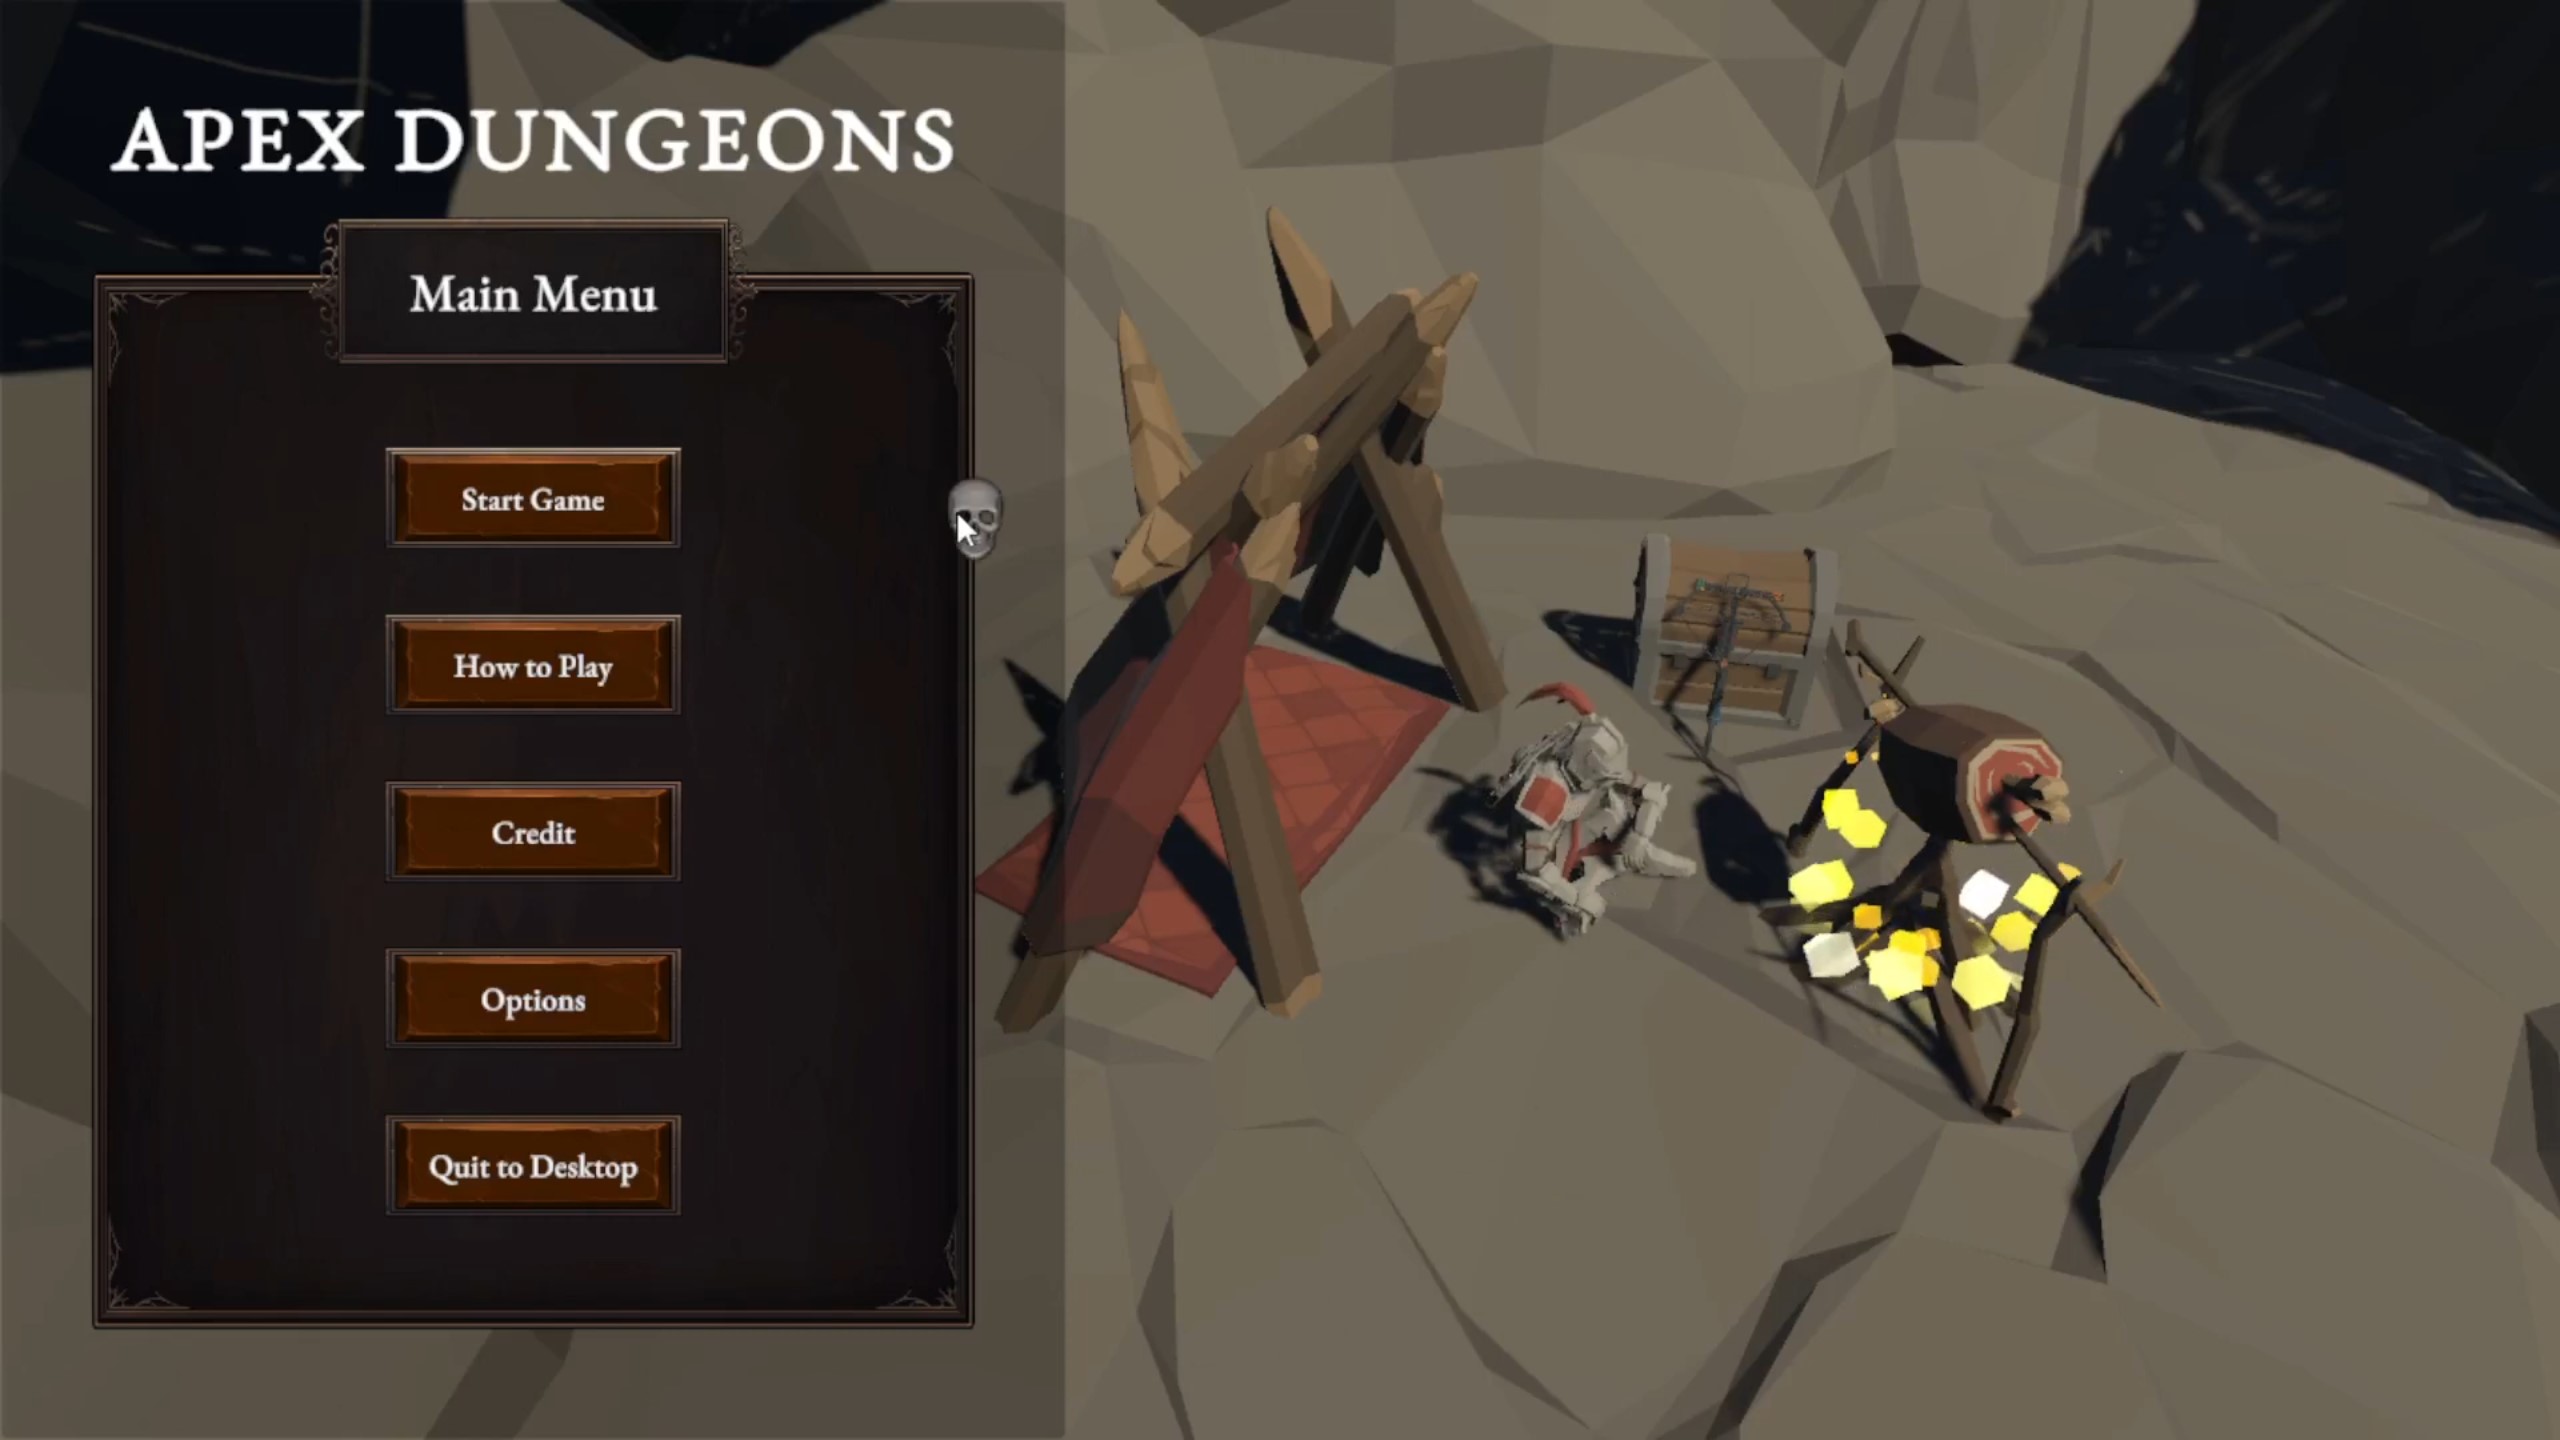 APEX DUNGEONS
Main Menu
Start Game
How to Play
Credit
Options
Quit to Desktop